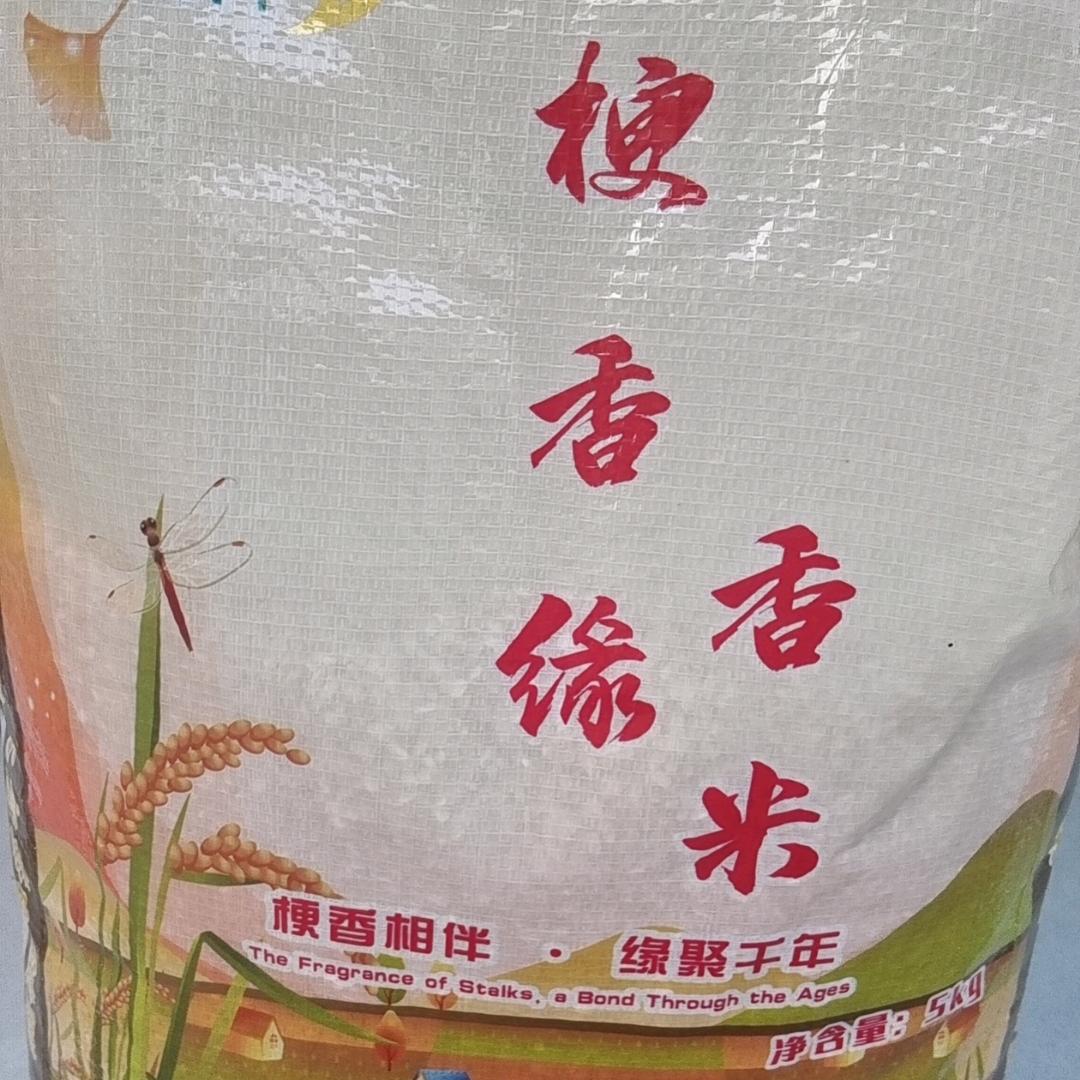 梗香缘
香米
梗香相伴 · 缘聚千年
The Fragrance of Stalks, a Bond Through the Ages
净含量：5kg